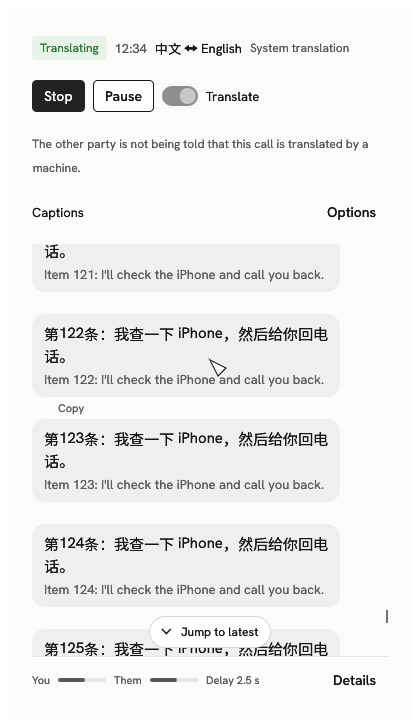 Translating 12:34 中文 ⬌ English System translation
Stop Pause Translate
The other party is not being told that this call is translated by a
machine.
Captions Options
话。
Item 121: I'll check the iPhone and call you back.
第122条：我查一下 iPhone，然后给你回电
话。
Item 122: I'll check the iPhone and call you back.
Copy
第123条：我查一下 iPhone，然后给你回电
话。
Item 123: I'll check the iPhone and call you back.
第124条：我查一下 iPhone，然后给你回电
话。
Item 124: I'll check the iPhone and call you back.
Jump to latest
第125条：我查一下 iPhone，然后给你回电
You Them Delay 2.5 s Details